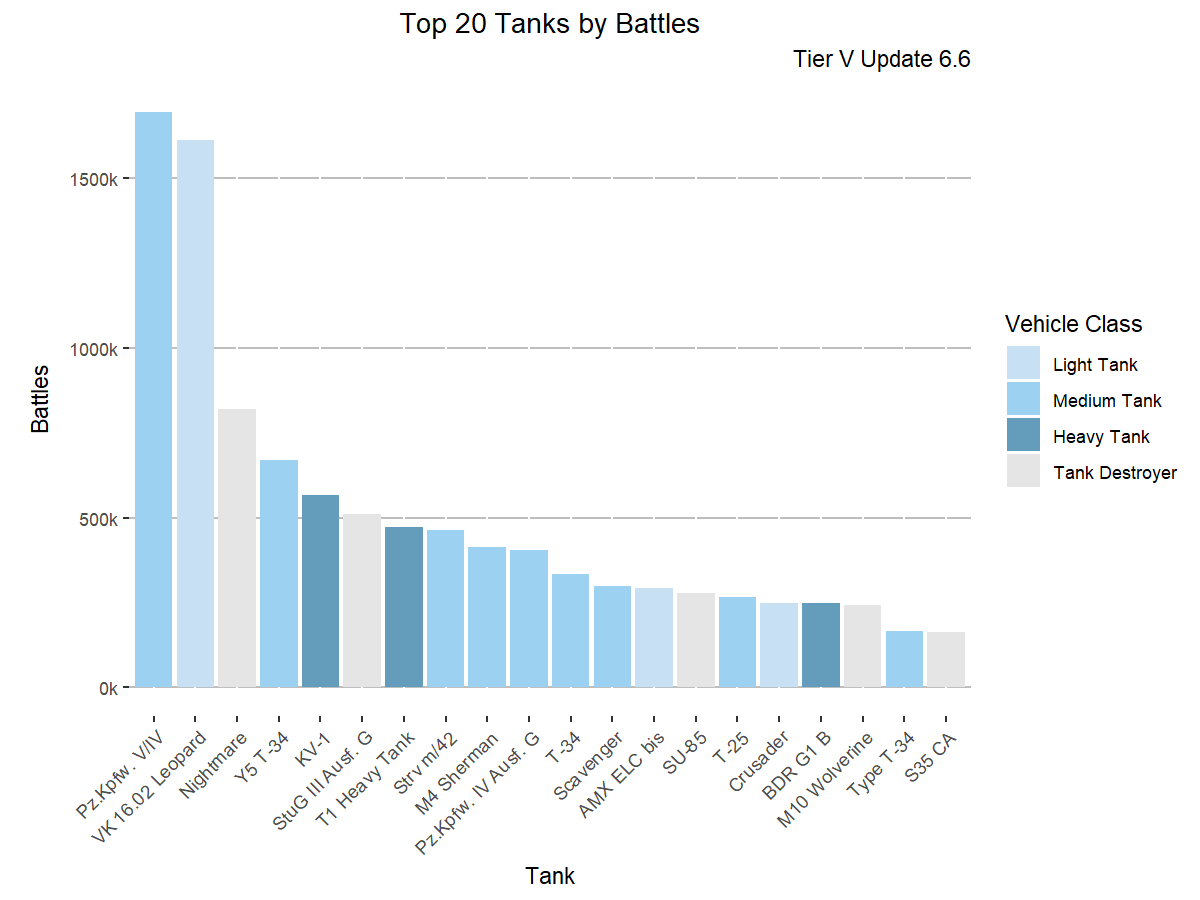 Top 20 Tanks by Battles
Tier V Update 6.6
1500k
1000k
500k
0k
Battles
Pz.Kpfw. V/IV
VK 16.02 Leopard
Nightmare
Y5 T-34
KV-1
StuG III Ausf. G
T1 Heavy Tank
Strv m/42
M4 Sherman
Pz.Kpfw. IV Ausf. G
T-34
Scavenger
AMX ELC bis
SU-85
T-25
Crusader
BDR G1 B
M10 Wolverine
Type T-34
S35 CA
Tank
Vehicle Class
Light Tank
Medium Tank
Heavy Tank
Tank Destroyer